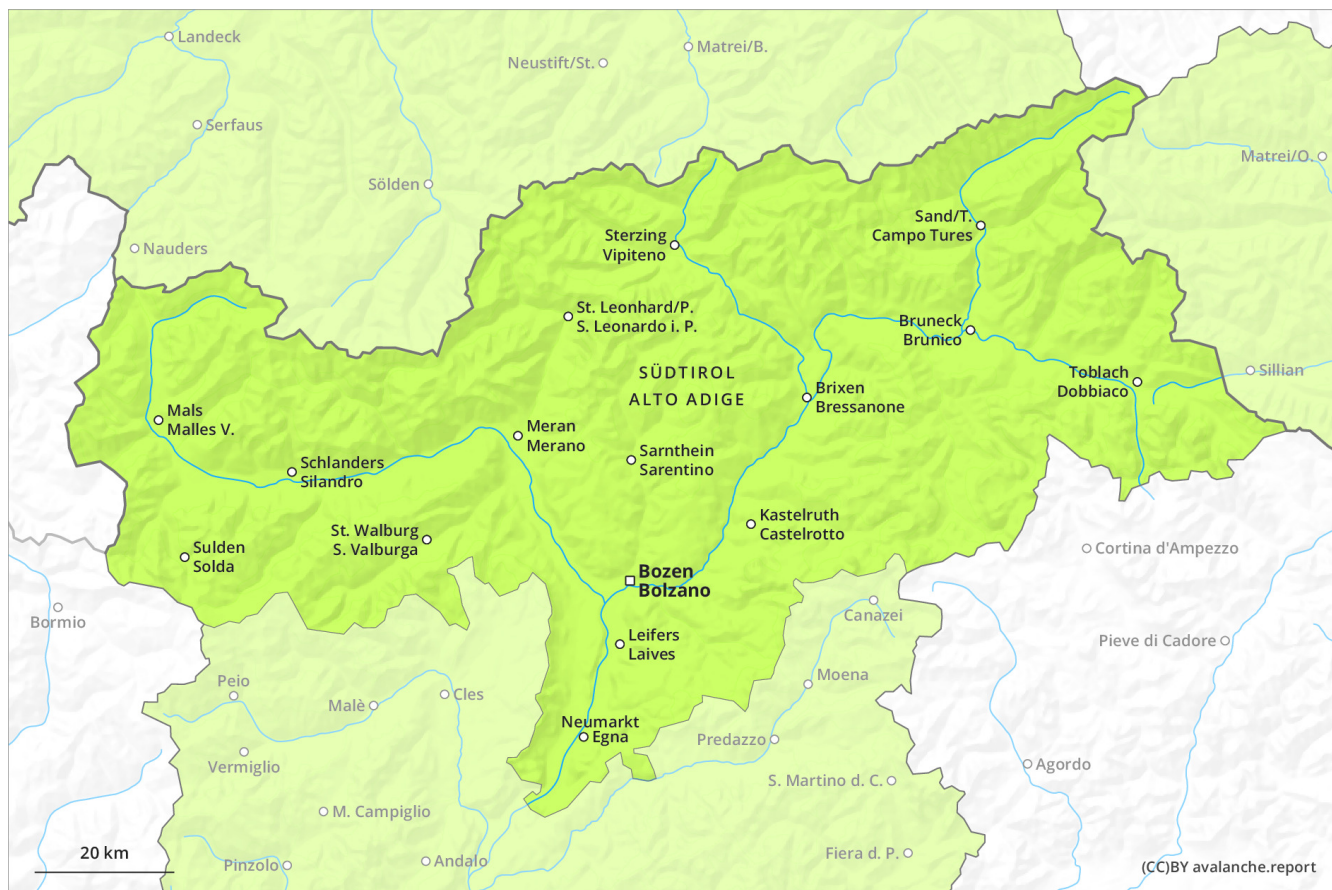 Landeck
Matrei/B.
Neustift/St.
Serfaus
Matrei/O.
Sölden
Sand/T.
Campo Tures
Sterzing
Vipiteno
Nauders
St. Leonhard/P.
S. Leonardo i. P.
Bruneck
Brunico
SÜDTIROL
ALTO ADIGE
Toblach
Dobbiaco
Sillian
Brixen
Bressanone
Mals
Malles V.
Meran
Merano
Sarnthein
Sarentino
Schlanders
Silandro
Kastelruth
Castelrotto
St. Walburg
S. Valburga
Sulden
Solda
Cortina d'Ampezzo
Bozen
Bolzano
Bormio
Canazei
Leifers
Laives
Pieve di Cadore
Peio
Moena
Malè
Cles
Neumarkt
Egna
Predazzo
Vermiglio
Agordo
S. Martino d. C.
M. Campiglio
20 km
Andalo
Pinzolo
Fiera d. P.
(CC)BY avalanche.report